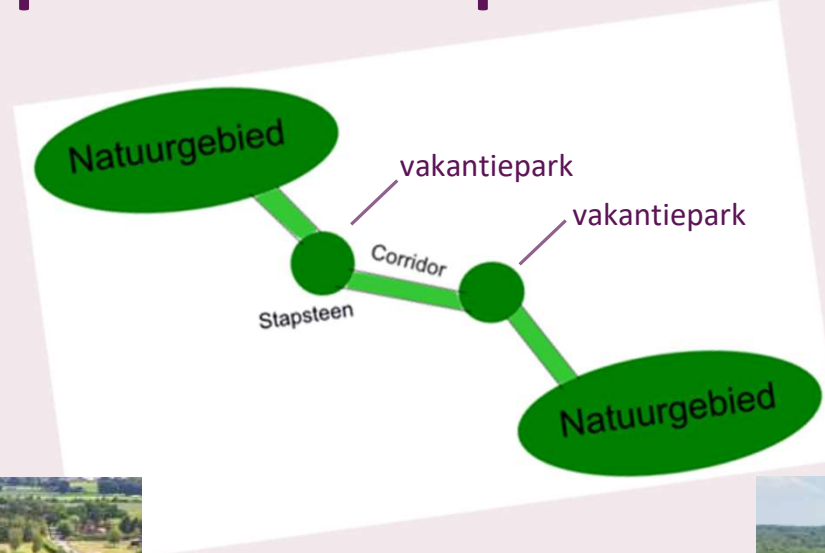 Natuurgebied
vakantiepark
vakantiepark
Corridor
Stapsteen
Natuurgebied